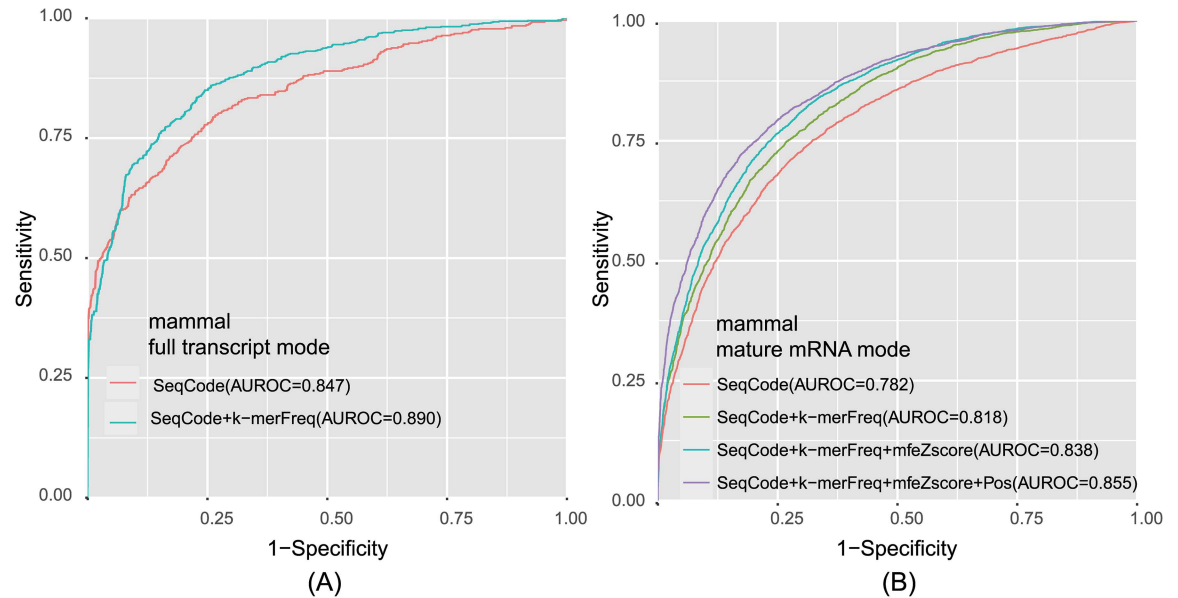 1.00
0.75
0.50
0.25
0.00
Sensitivity
mammal
full transcript mode
SeqCode(AUROC=0.847)
SeqCode+k−merFreq(AUROC=0.890)
0.25
0.50
0.75
1.00
1−Specificity
(A)
1.00
0.75
0.50
0.25
0.00
Sensitivity
mammal
mature mRNA mode
SeqCode(AUROC=0.782)
SeqCode+k−merFreq(AUROC=0.818)
SeqCode+k−merFreq+mfeZscore(AUROC=0.838)
SeqCode+k−merFreq+mfeZscore+Pos(AUROC=0.855)
0.25
0.50
0.75
1.00
1−Specificity
(B)